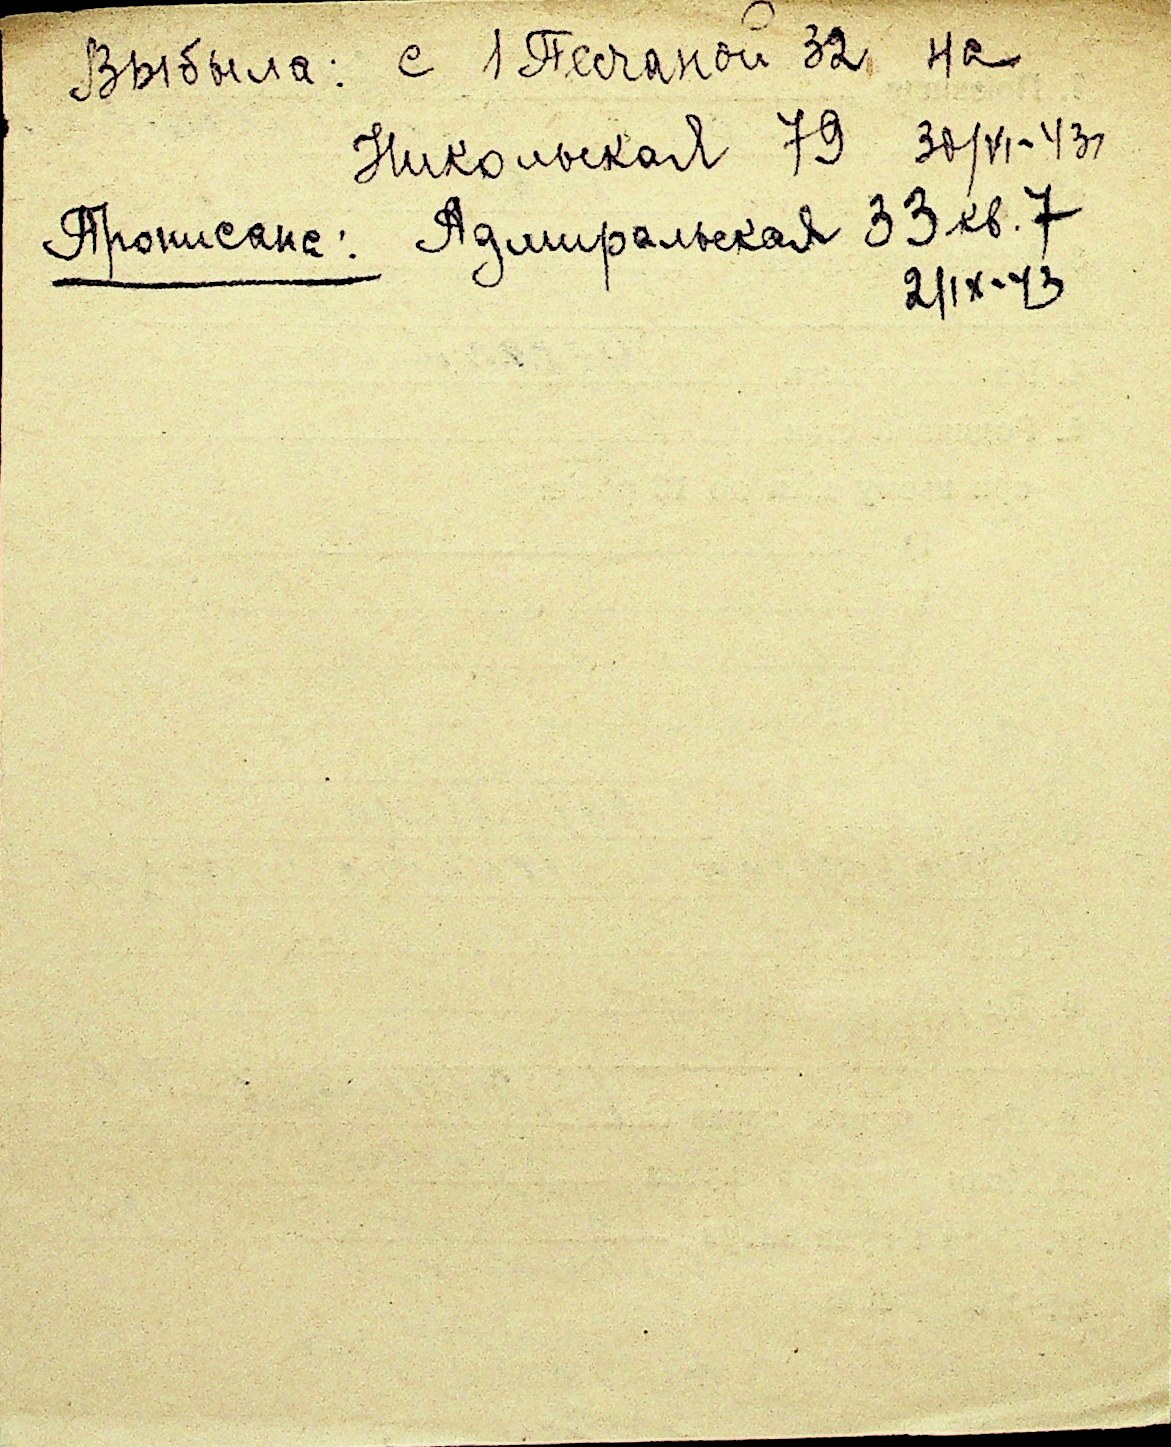 Выбыла: с 1 Песчаной 32 на
Никольская 79 30/VI-43г
Прописана: Адмиральская 33 кв. 7
2/IX-43